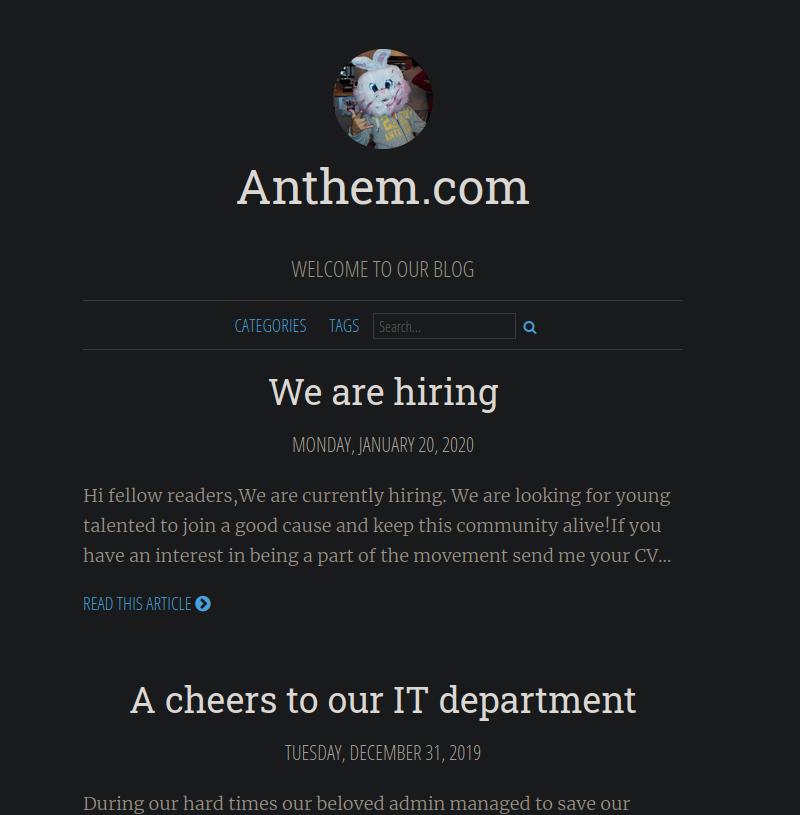 Anthem.com
WELCOME TO OUR BLOG
CATEGORIES TAGS Search...
We are hiring
MONDAY, JANUARY 20, 2020
Hi fellow readers,We are currently hiring. We are looking for young
talented to join a good cause and keep this community alive!If you
have an interest in being a part of the movement send me your CV...
READ THIS ARTICLE
A cheers to our IT department
TUESDAY, DECEMBER 31, 2019
During our hard times our beloved admin managed to save our